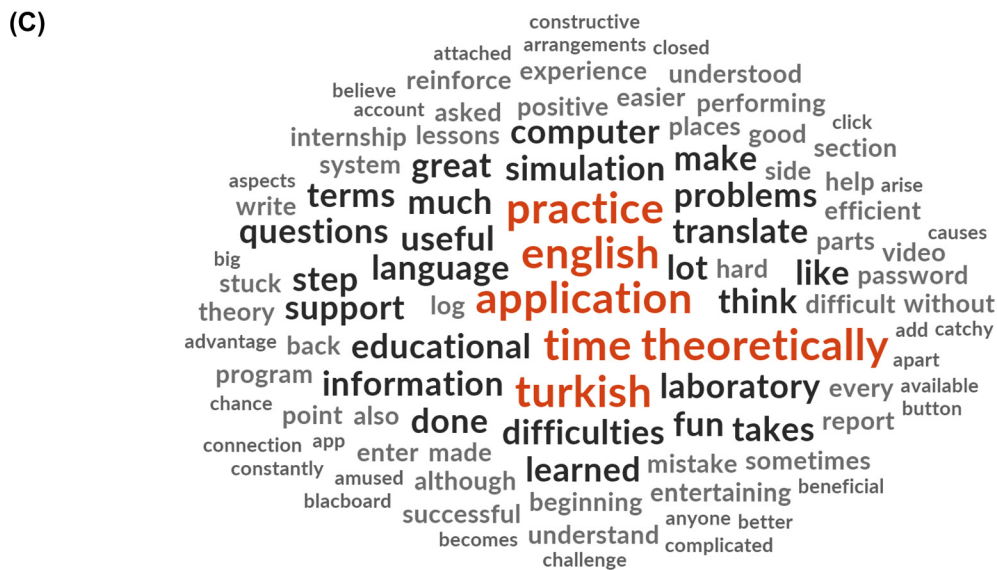 (C)
constructive
attached arrangements closed
believe reinforce experience understood
account asked positive easier performing
internship lessons computer places good click
system great simulation make side section
aspects terms much practice problems help arise
write questions useful english translate parts efficient causes
big stuck step language lot hard like password video
theory support log application think difficult without
advantage back educational time theoretically add catchy
program information turkish laboratory every apart available
chance point also done difficulties fun takes report button
connection app enter made learned mistake sometimes
constantly amused although beginning entertaining beneficial
blacboard successful understand anyone better
becomes challenge complicated